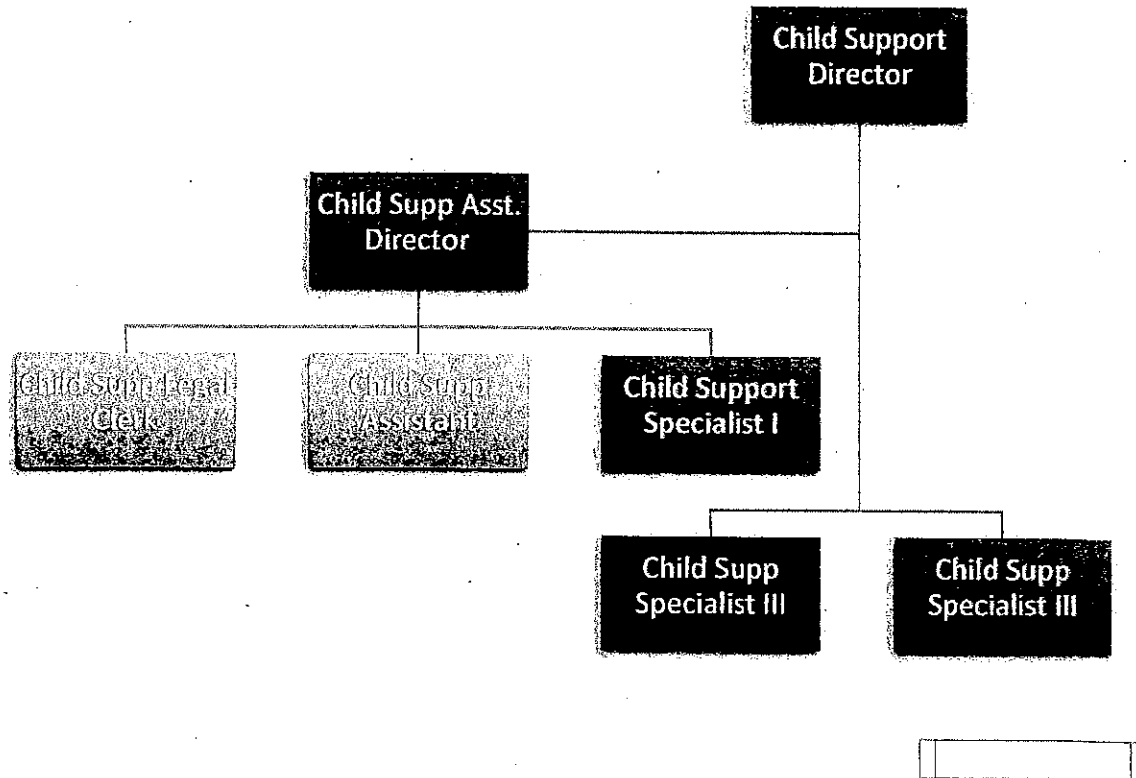 Child Support
Director
Child Supp Asst.
Director
Child Supp Legal
Clerk
Child Supp
Assistant
Child Support
Specialist I
Child Supp
Specialist III
Child Supp
Specialist III